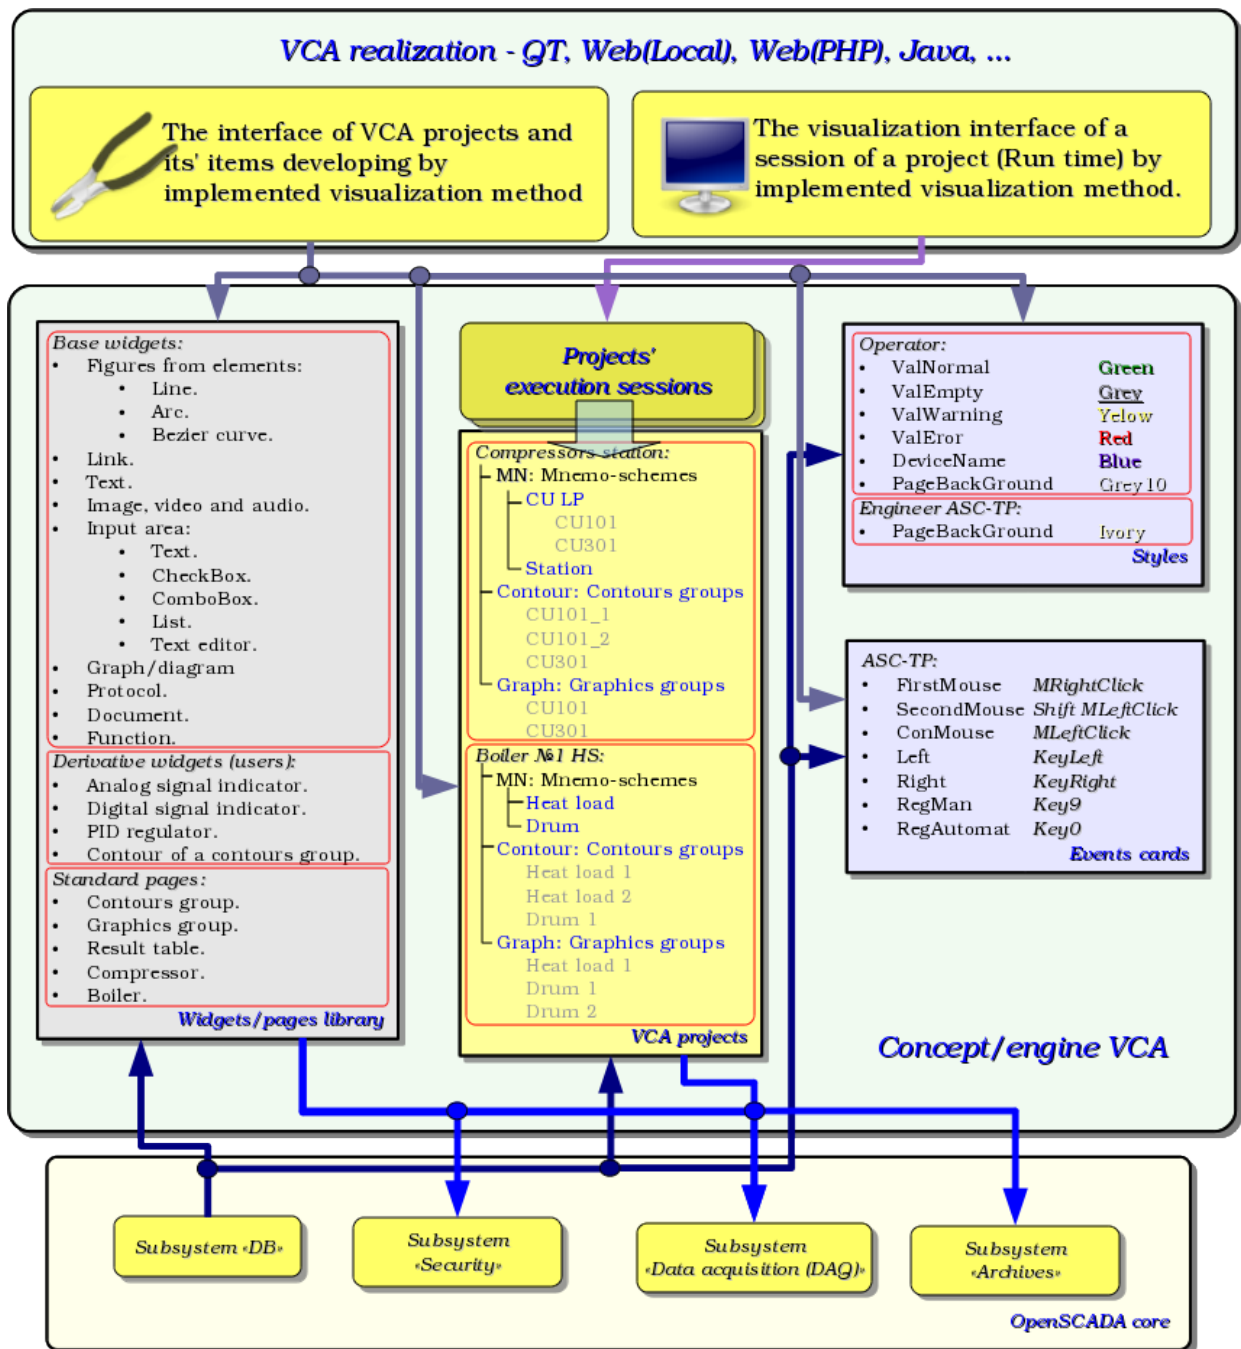 VCA realization - QT, Web(Local), Web(PHP), Java, ...
The interface of VCA projects and
its' items developing by
implemented visualization method
The visualization interface of a
session of a project (Run time) by
implemented visualization method.
Base widgets:
• Figures from elements:
• Line.
• Arc.
• Bezier curve.
• Link.
• Text.
• Image, video and audio.
• Input area:
• Text.
• CheckBox.
• ComboBox.
• List.
• Text editor.
• Graph/diagram
• Protocol.
• Document.
• Function.
Derivative widgets (users):
• Analog signal indicator.
• Digital signal indicator.
• PID regulator.
• Contour of a contours group.
Standard pages:
• Contours group.
• Graphics group.
• Result table.
• Compressor.
• Boiler.
Widgets/pages library
Projects'
execution sessions
Compressors station:
MN: Mnemo-schemes
CU LP
CU101
CU301
Station
Contour: Contours groups
CU101_1
CU101_2
CU301
Graph: Graphics groups
CU101
CU301
Boiler №1 HS:
MN: Mnemo-schemes
Heat load
Drum
Contour: Contours groups
Heat load 1
Heat load 2
Drum 1
Graph: Graphics groups
Heat load 1
Drum 1
Drum 2
VCA projects
Operator:
• ValNormal Green
• ValEmpty Grey
• ValWarning Yelow
• ValEror Red
• DeviceName Blue
• PageBackGround Grey10
Engineer ASC-TP:
• PageBackGround Ivory
Styles
ASC-TP:
• FirstMouse MRightClick
• SecondMouse Shift MLeftClick
• ConMouse MLeftClick
• Left KeyLeft
• Right KeyRight
• RegMan Key9
• RegAutomat Key0
Events cards
Concept/engine VCA
Subsystem «DB»
Subsystem
«Security»
Subsystem
«Data acquisition (DAQ)»
Subsystem
«Archives»
OpenSCADA core